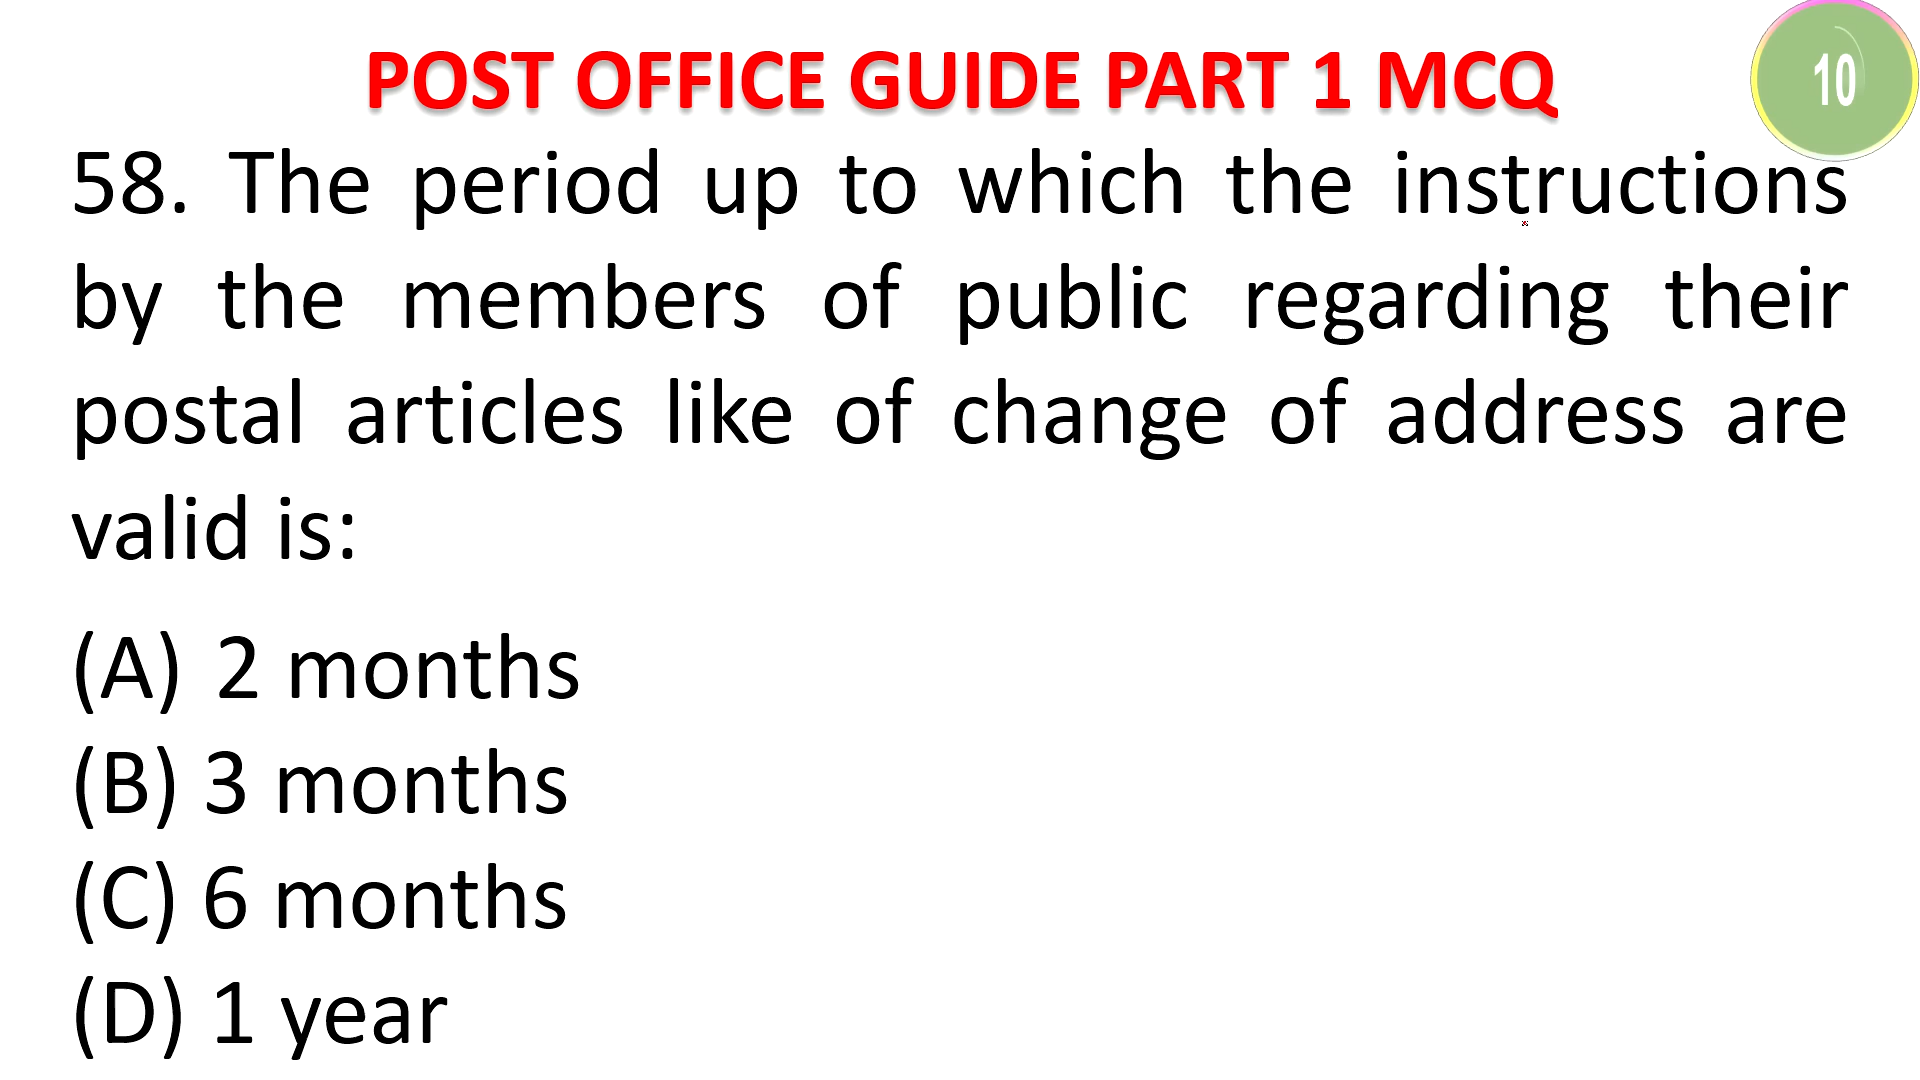 POST OFFICE GUIDE PART 1 MCQ
10
58. The period up to which the instructions
by the members of public regarding their
postal articles like of change of address are
valid is:
(A) 2 months
(B) 3 months
(C) 6 months
(D) 1 year